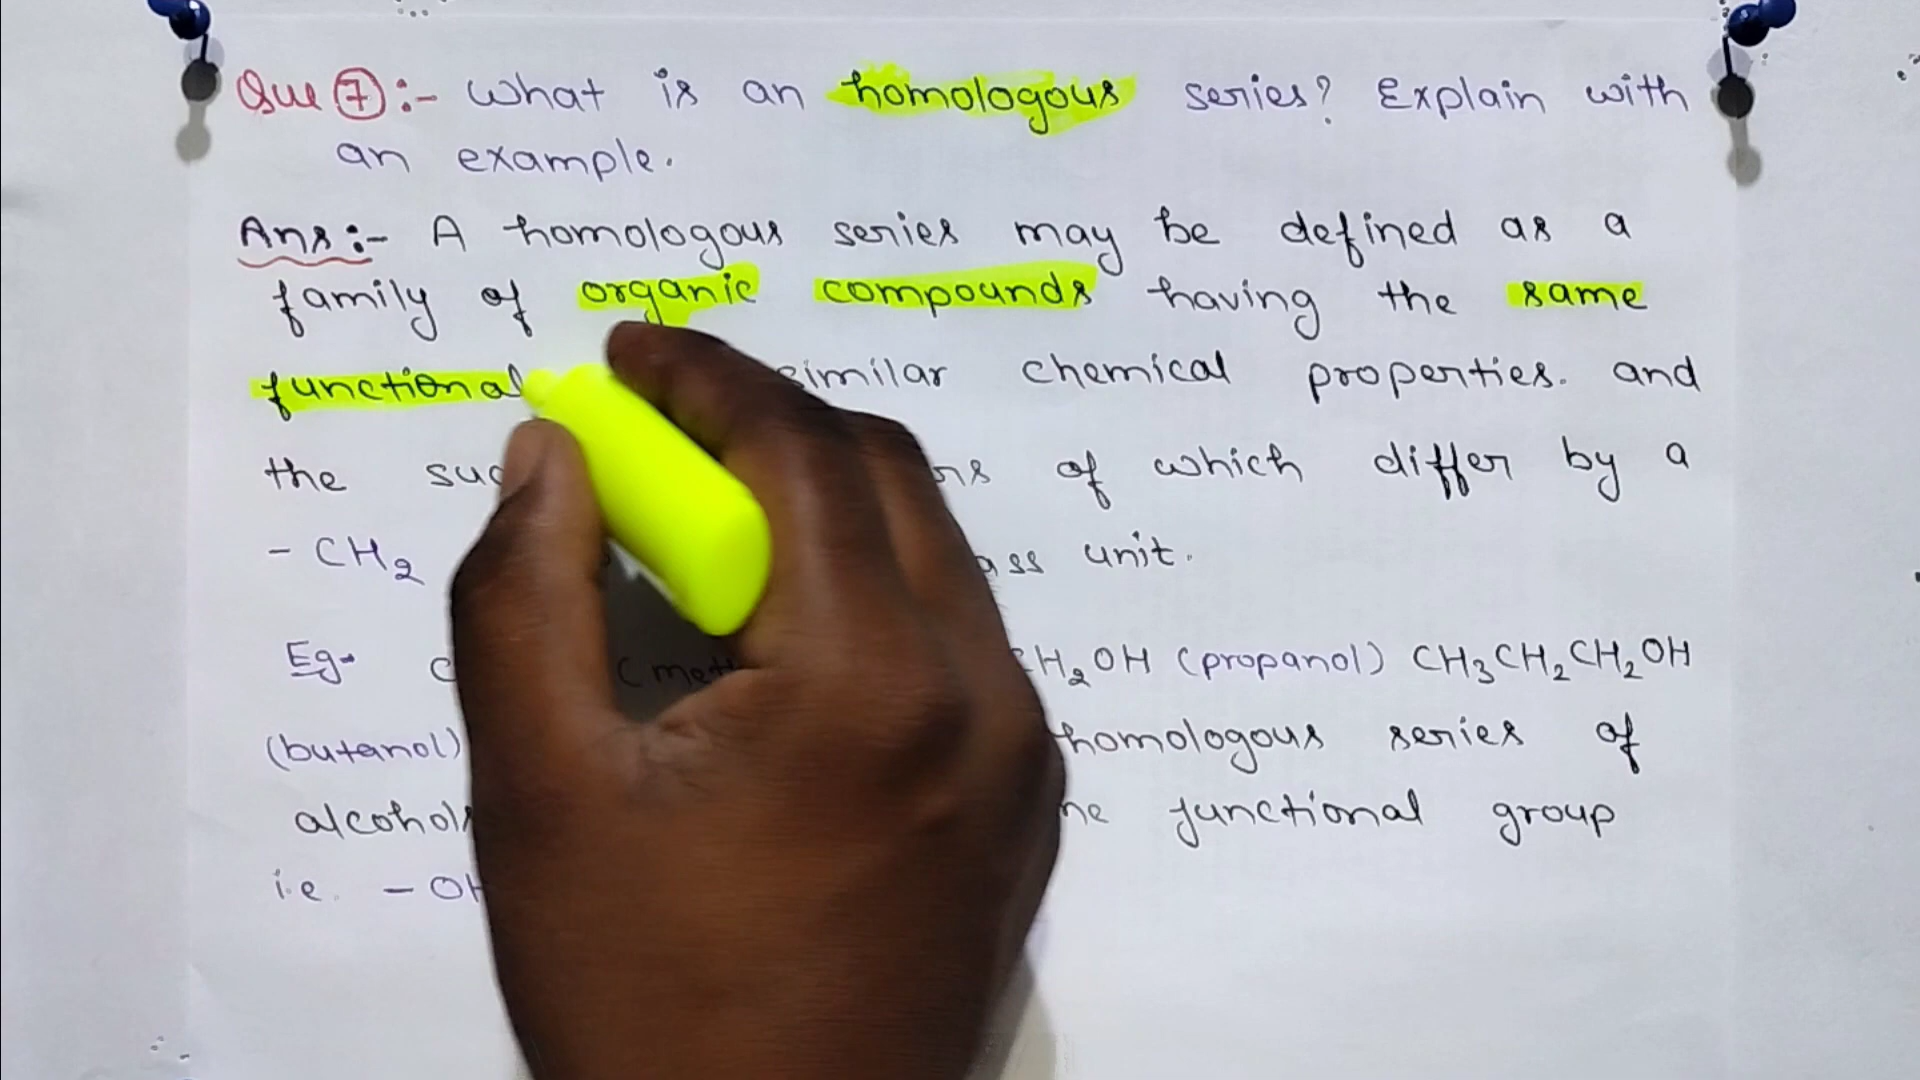 Que 7 :- What is an homologous series? Explain with
an example.
Ans:- A homologous series may be defined as a
family of organic compounds having the same
functional similar chemical properties. and
the of which differ by a
- CH₂ unit.
Eg- H₂OH (propanol) CH₃CH₂CH₂OH
(butanol) homologous series of
alcohols functional group
i.e. - OH